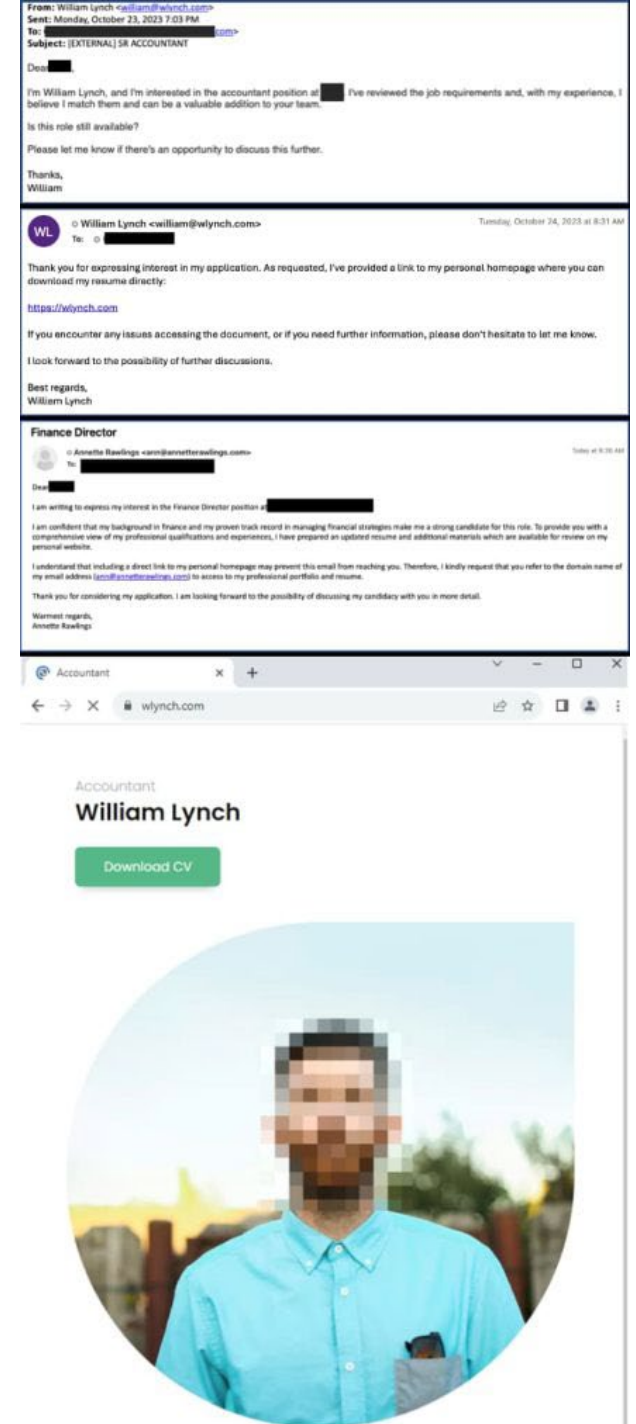 From: William Lynch <william@wlynch.com>
Sent: Monday, October 23, 2023 7:03 PM
To: com>
Subject: [EXTERNAL] SR ACCOUNTANT
Dear ,
I'm William Lynch, and I'm interested in the accountant position at I've reviewed the job requirements and, with my experience, I
believe I match them and can be a valuable addition to your team.
Is this role still available?
Please let me know if there's an opportunity to discuss this further.
Thanks,
William
WL
William Lynch <william@wlynch.com>
Tuesday, October 24, 2023 at 8:31 AM
To:
Thank you for expressing interest in my application. As requested, I've provided a link to my personal homepage where you can
download my resume directly:
https://wlynch.com
If you encounter any issues accessing the document, or if you need further information, please don't hesitate to let me know.
I look forward to the possibility of further discussions.
Best regards,
William Lynch
Finance Director
Annette Rawlings <ann@annetterawlings.com>
Today at
To:
Dear
I am writing to express my interest in the Finance Director position at
I am confident that my background in finance and my proven track record in managing financial strategies make me a strong candidate for this role. To provide you with a
comprehensive view of my professional qualifications and experiences, I have prepared an updated resume and additional materials which are available for review on my
personal website.
I understand that including a direct link to my personal homepage may prevent this email from reaching you. Therefore, I kindly request that you refer to the domain name of
my email address (ann@annetterawlings.com) to access to my professional portfolio and resume.
Thank you for considering my application. I am looking forward to the possibility of discussing my candidacy with you in more detail.
Warmest regards,
Annette Rawlings
Accountant
wlynch.com
Accountant
William Lynch
Download CV